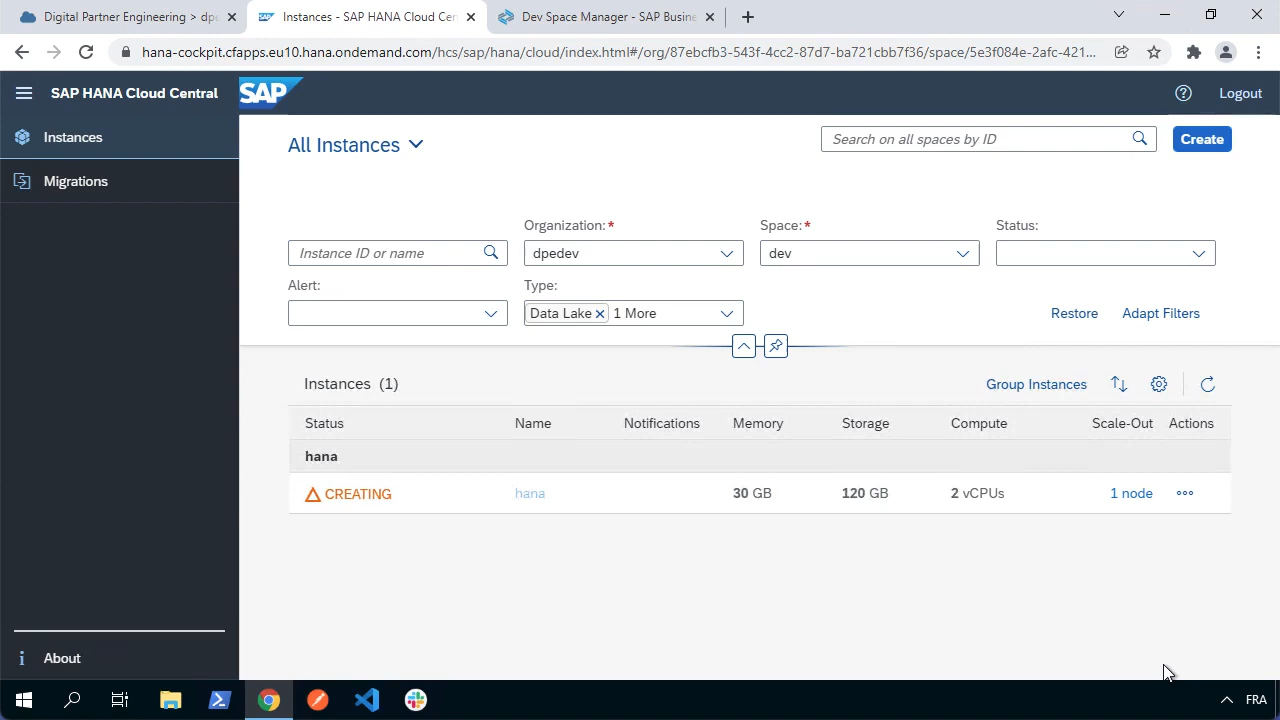 Digital Partner Engineering > dpe
Instances - SAP HANA Cloud Cen
Dev Space Manager - SAP Busine
hana-cockpit.cfapps.eu10.hana.ondemand.com/hcs/sap/hana/cloud/index.html#/org/87ebcfb3-543f-4cc2-87d7-ba721cbb7f36/space/5e3f084e-2afc-421...
SAP HANA Cloud Central
SAP
Logout
Instances
Migrations
About
All Instances
Search on all spaces by ID
Create
Organization:*
Space:*
Status:
Instance ID or name
dpedev
dev
Alert:
Type:
Data Lake
1 More
Restore
Adapt Filters
Instances (1)
Group Instances
Status Name Notifications Memory Storage Compute Scale-Out Actions
hana
CREATING hana 30 GB 120 GB 2 vCPUs 1 node
FRA